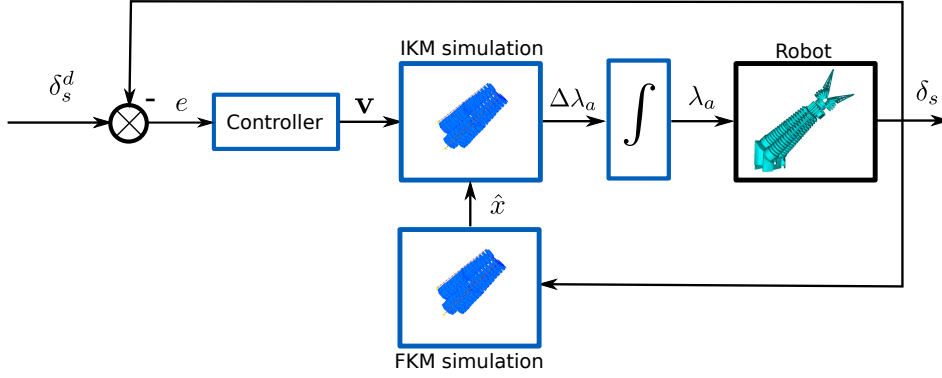 IKM simulation
Robot
δ_s^d
-
e
Controller
v
Δλ_a
∫
λ_a
δ_s
x̂
FKM simulation